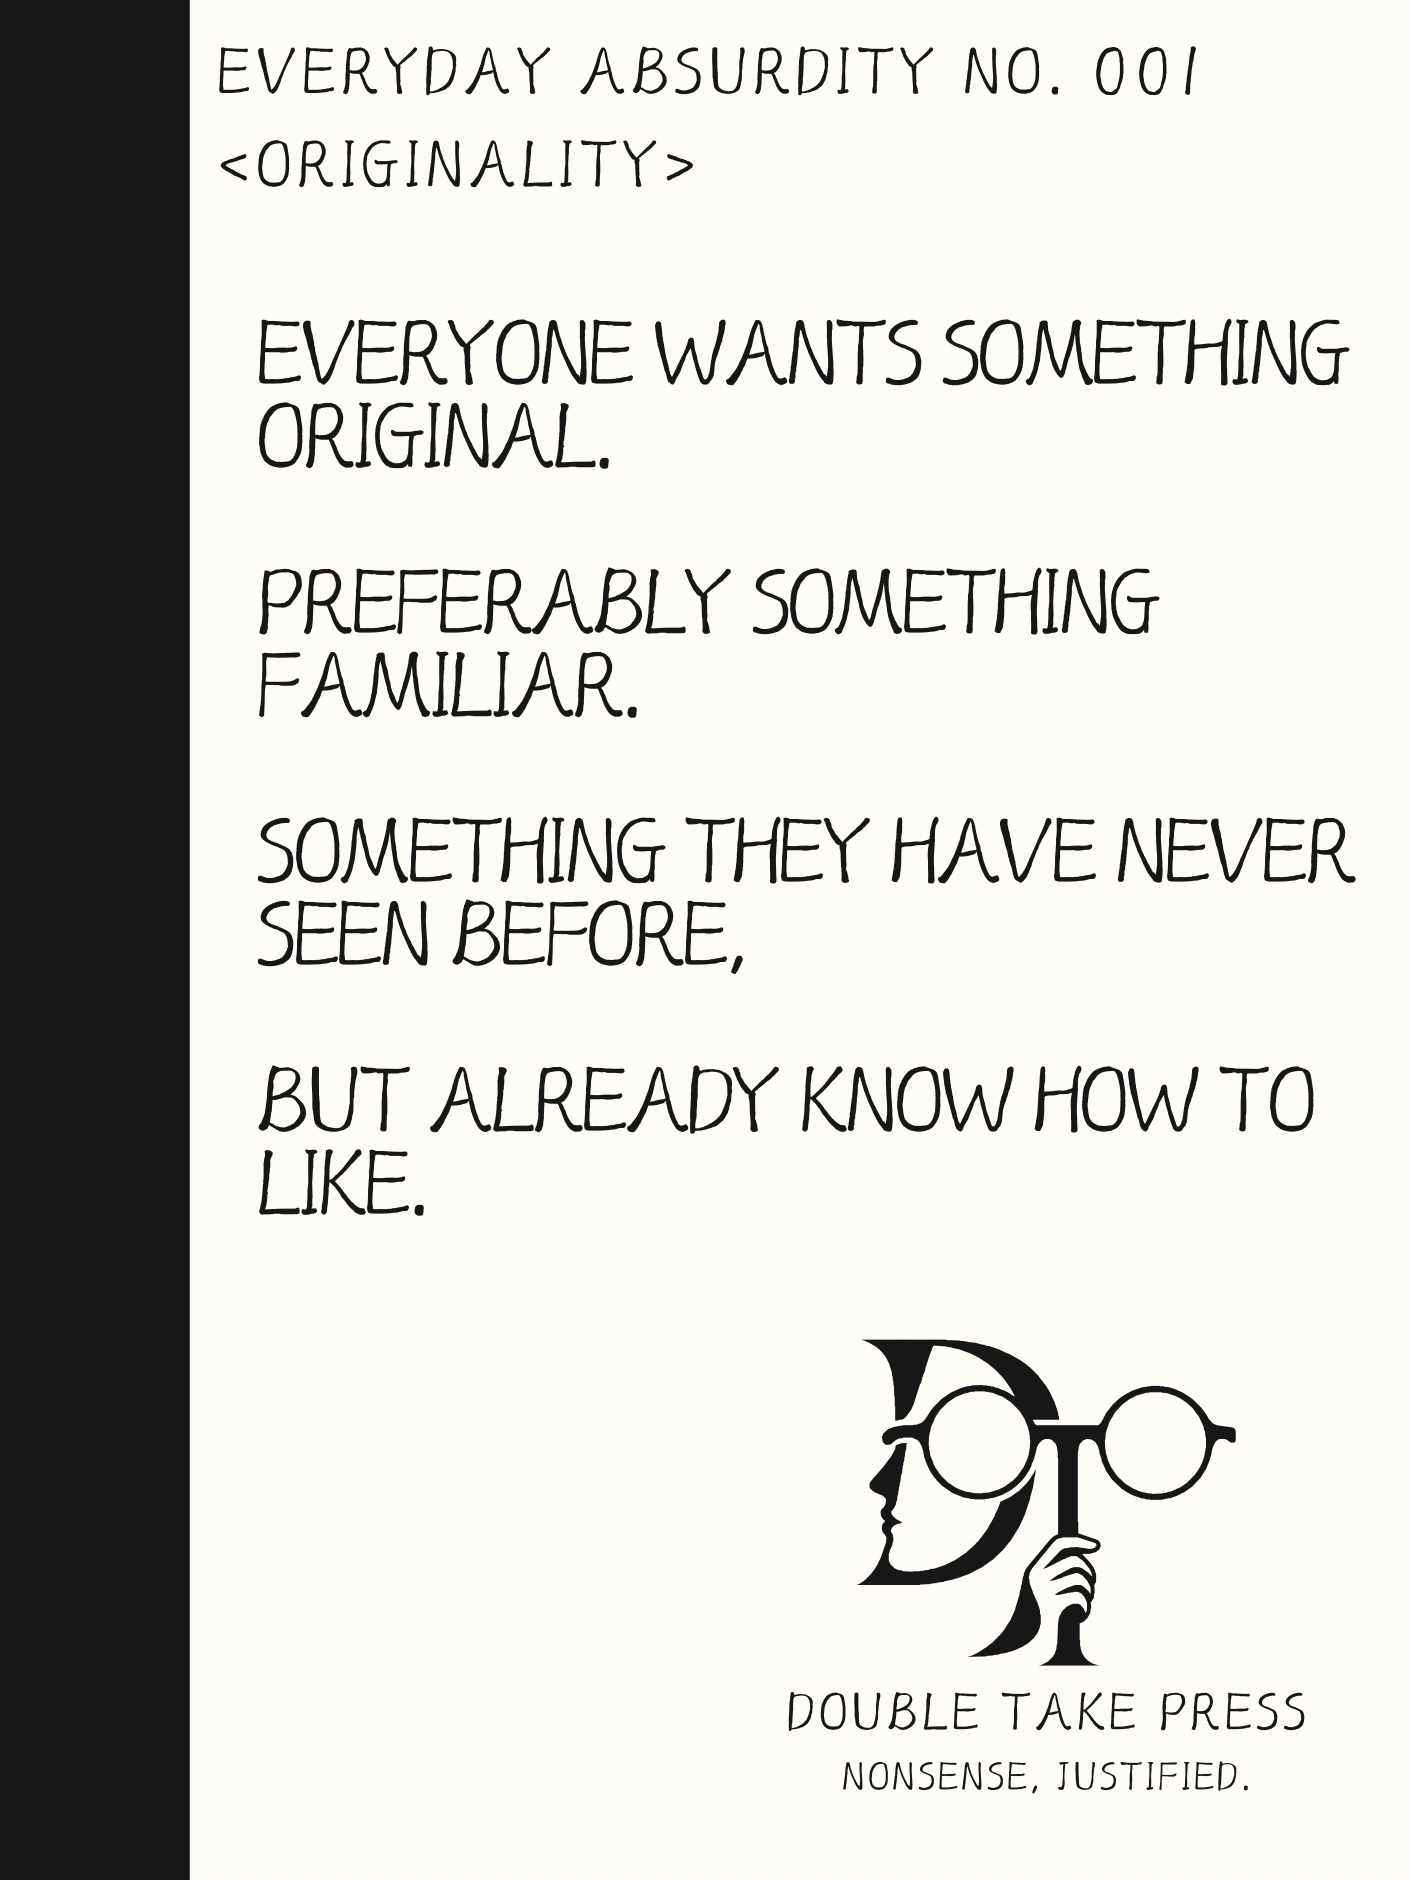 EVERYDAY ABSURDITY NO. 001
<ORIGINALITY>
EVERYONE WANTS SOMETHING
ORIGINAL.
PREFERABLY SOMETHING
FAMILIAR.
SOMETHING THEY HAVE NEVER
SEEN BEFORE,
BUT ALREADY KNOW HOW TO
LIKE.
DT
DOUBLE TAKE PRESS
NONSENSE, JUSTIFIED.